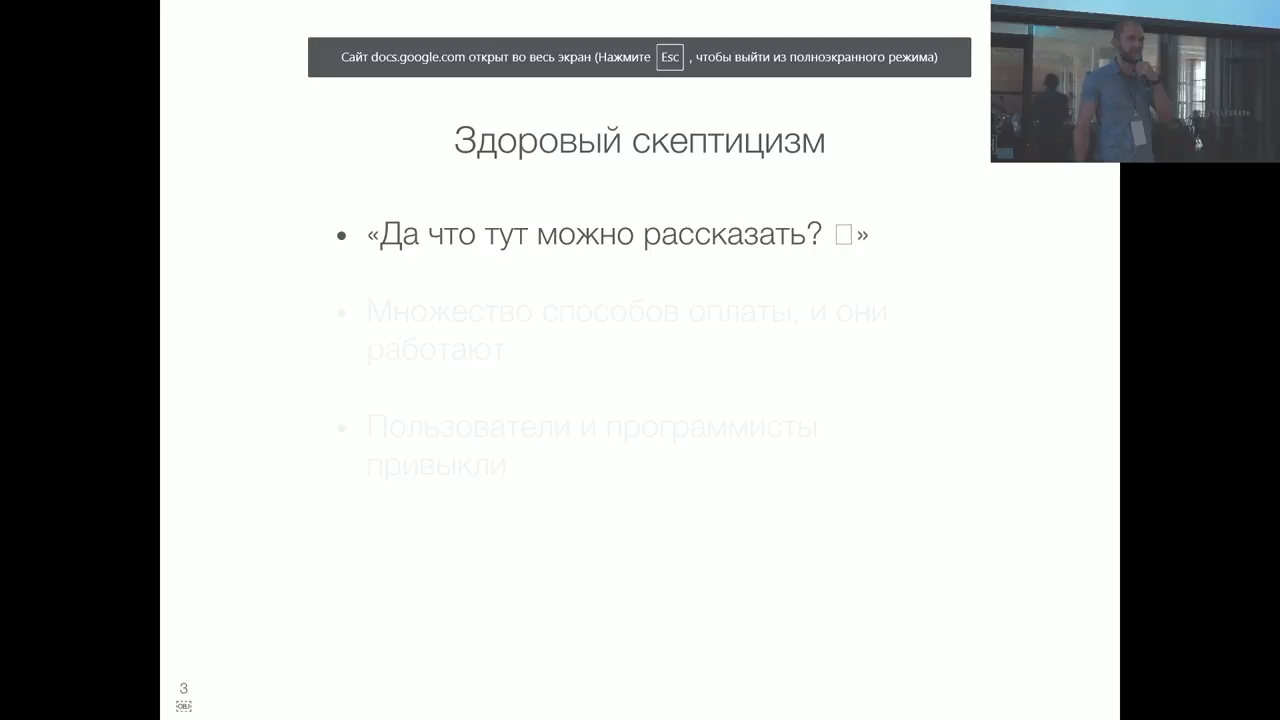 Сайт docs.google.com открыт во весь экран (Нажмите Esc , чтобы выйти из полноэкранного режима)
Здоровый скептицизм
• «Да что тут можно рассказать? □»
• Множество способов оплаты, и они
работают
• Пользователи и программисты
привыкли
3
OBJ